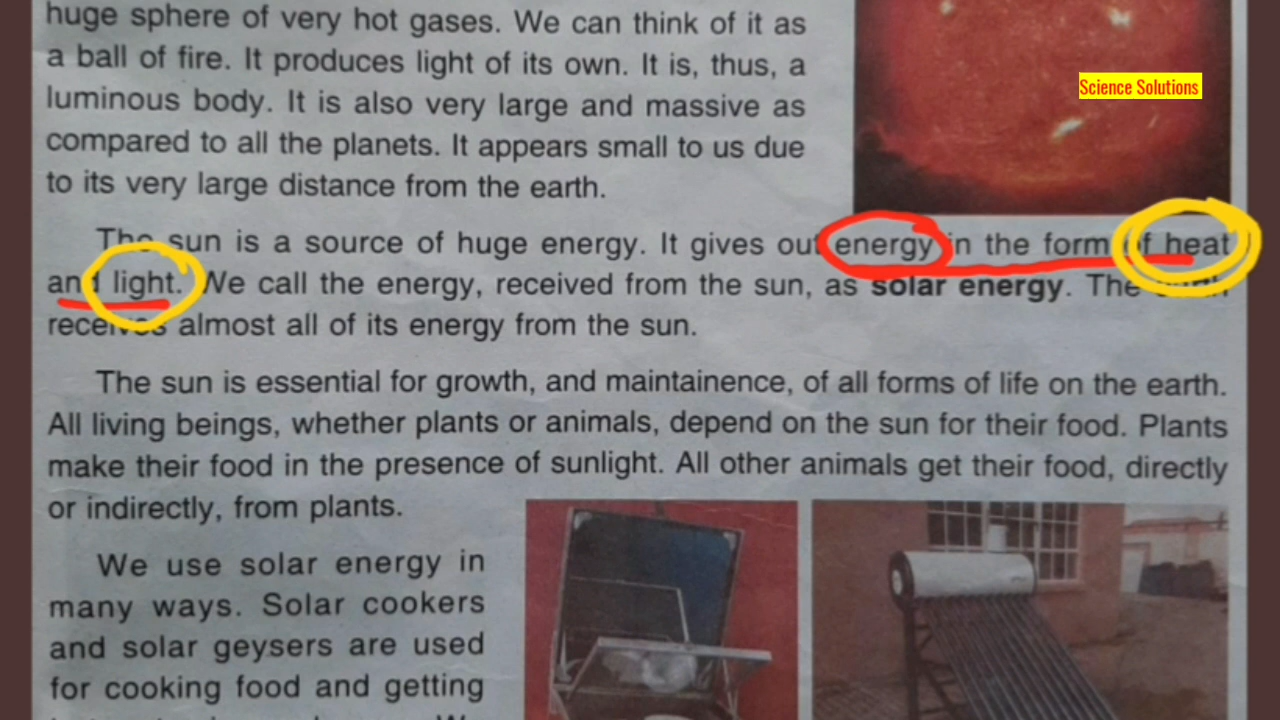 huge sphere of very hot gases. We can think of it as
a ball of fire. It produces light of its own. It is, thus, a
Science Solutions
luminous body. It is also very large and massive as
compared to all the planets. It appears small to us due
to its very large distance from the earth.
The sun is a source of huge energy. It gives out energy in the form of heat
and light. We call the energy, received from the sun, as solar energy. The earth
receives almost all of its energy from the sun.
The sun is essential for growth, and maintainence, of all forms of life on the earth.
All living beings, whether plants or animals, depend on the sun for their food. Plants
make their food in the presence of sunlight. All other animals get their food, directly
or indirectly, from plants.
We use solar energy in
many ways. Solar cookers
and solar geysers are used
for cooking food and getting